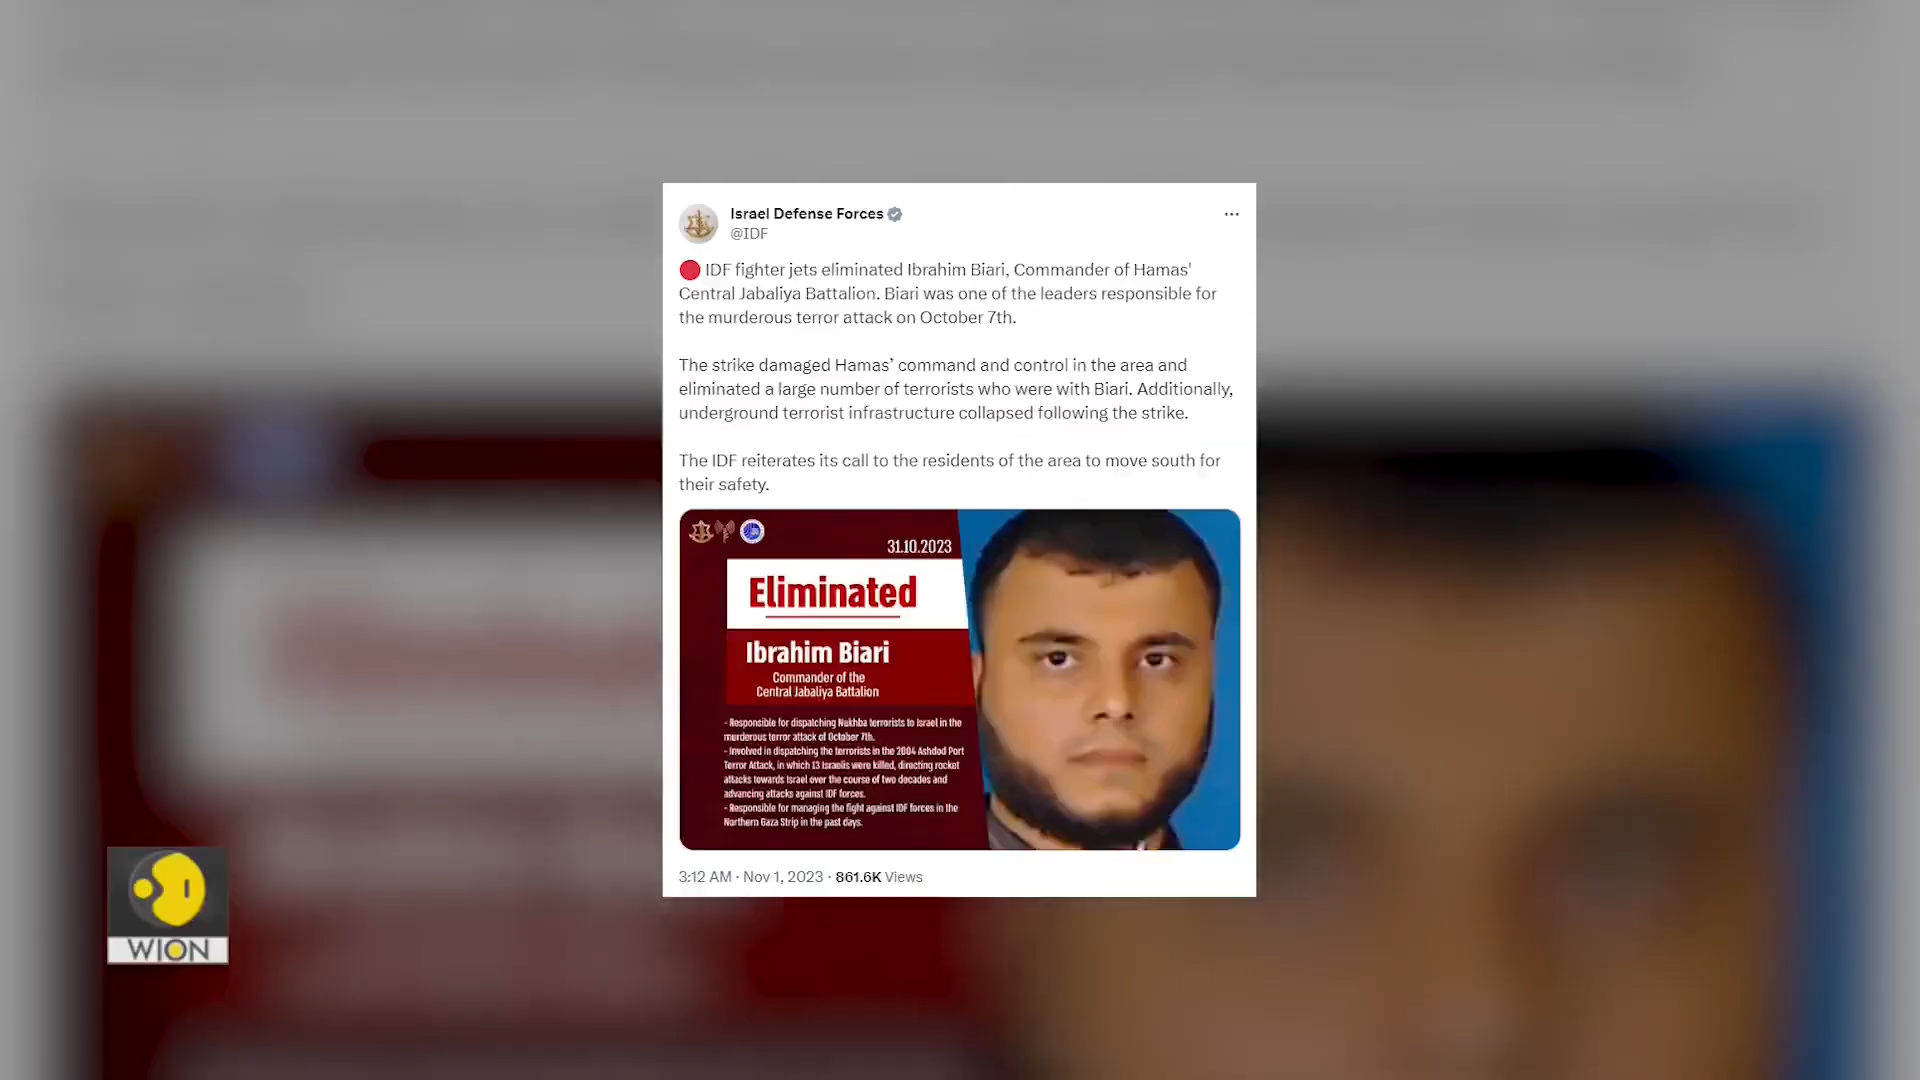 Israel Defense Forces
@IDF
IDF fighter jets eliminated Ibrahim Biari, Commander of Hamas'
Central Jabaliya Battalion. Biari was one of the leaders responsible for
the murderous terror attack on October 7th.
The strike damaged Hamas’ command and control in the area and
eliminated a large number of terrorists who were with Biari. Additionally,
underground terrorist infrastructure collapsed following the strike.
The IDF reiterates its call to the residents of the area to move south for
their safety.
31.10.2023
Eliminated
Ibrahim Biari
Commander of the
Central Jabaliya Battalion
- Responsible for dispatching Nukhba terrorists to Israel in the
murderous terror attack of October 7th.
- Involved in dispatching the terrorists in the 2004 Ashdod Port
Terror Attack, in which 13 Israelis were killed, directing rocket
attacks towards Israel over the course of two decades and
advancing attacks against IDF forces.
- Responsible for managing the fight against IDF forces in the
Northern Gaza Strip in the past days.
3:12 AM · Nov 1, 2023 · 861.6K Views
WION